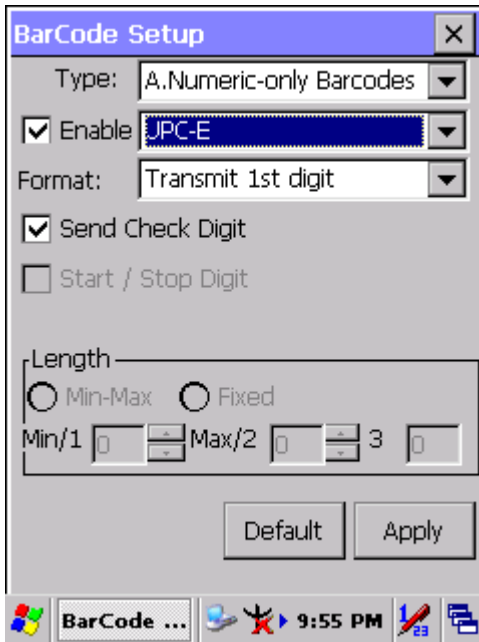 BarCode Setup
Type: A.Numeric-only Barcodes
Enable UPC-E
Format: Transmit 1st digit
Send Check Digit
Start / Stop Digit
Length
Min-Max Fixed
Min/1 0 Max/2 0 3 0
Default Apply
BarCode ... 9:55 PM 123